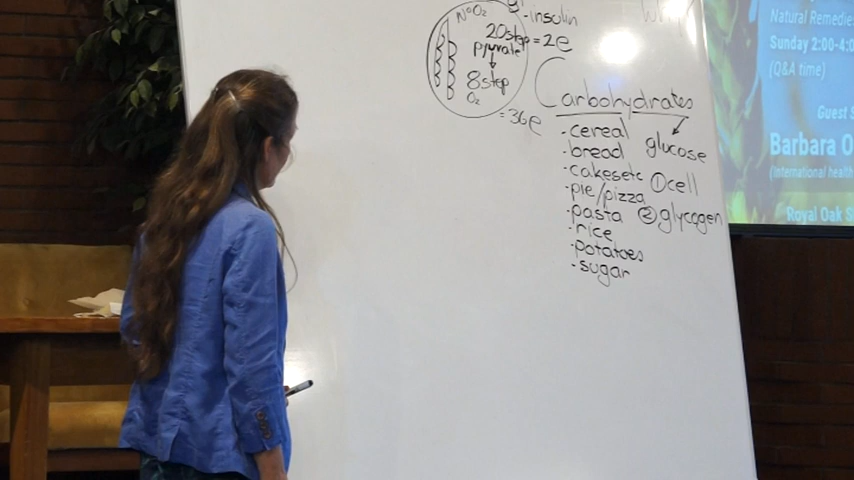 -insulin
Why
N°O₂
20step = 2e
pyruvate
8step
O₂
= 36e
Carbohydrates
·cereal
·bread
glucose
·cakes etc
① cell
·pie/pizza
·pasta
② glycogen
·rice
·potatoes
·sugar
Natural Remedies
Sunday 2:00-4:0
(Q&A time)
Guest S
Barbara O
(International health
Royal Oak S